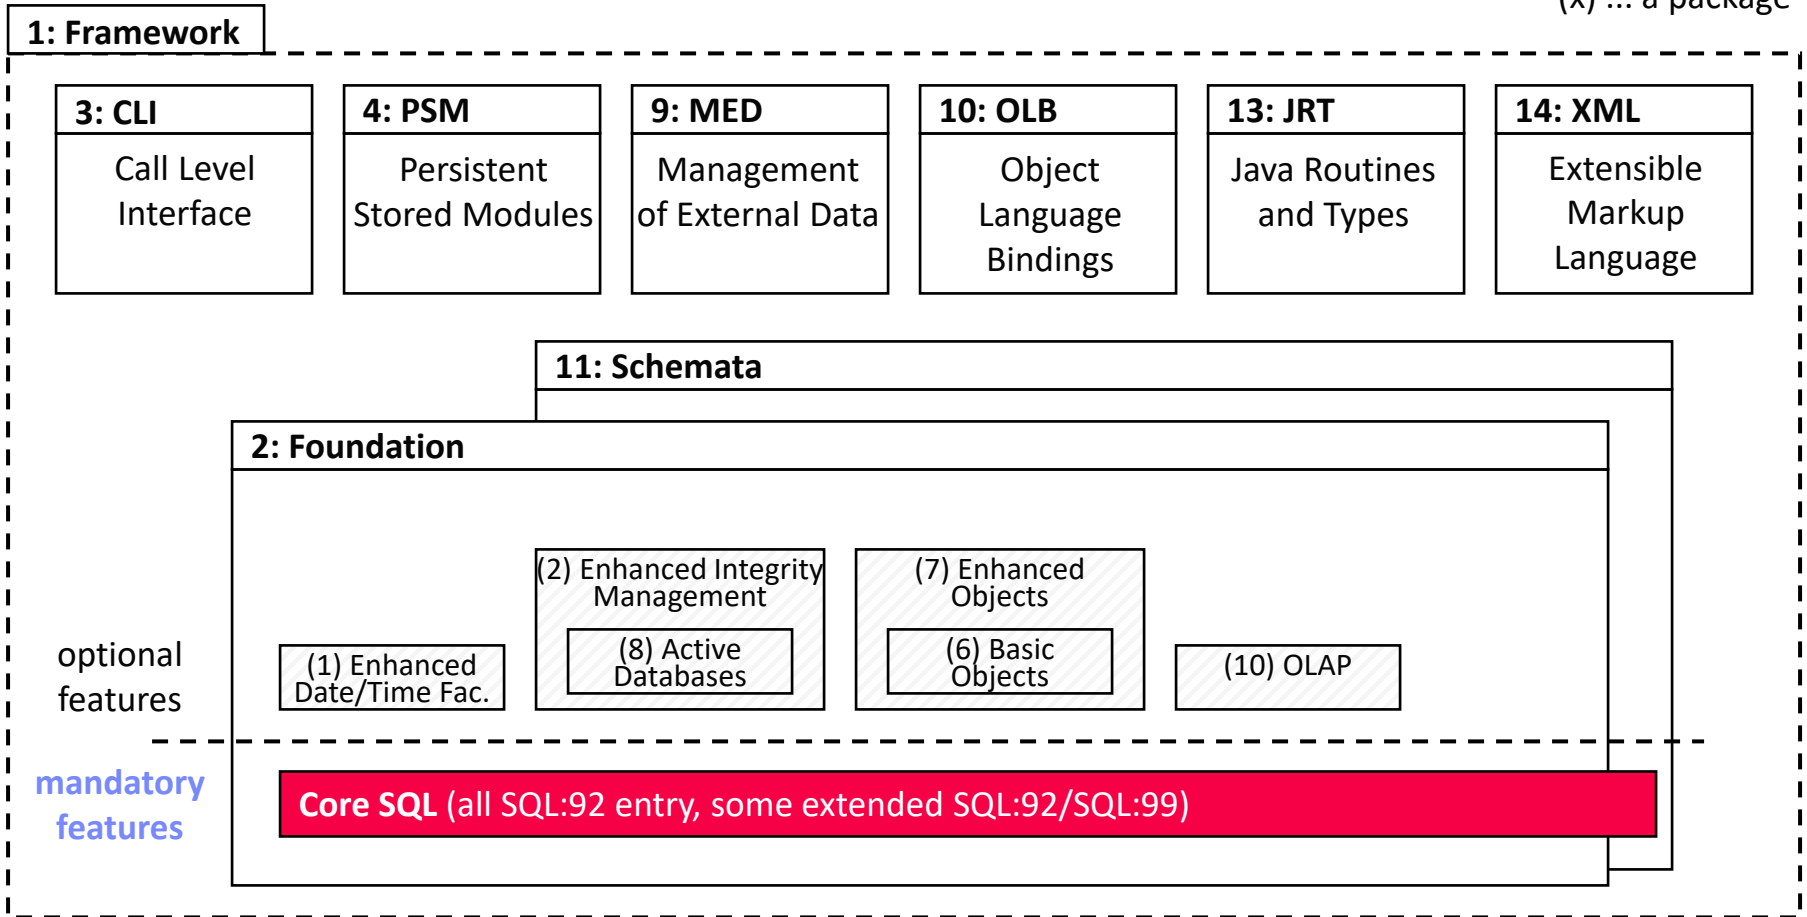 (x) ... a package
1: Framework
3: CLI
Call Level
Interface
4: PSM
Persistent
Stored Modules
9: MED
Management
of External Data
10: OLB
Object
Language
Bindings
13: JRT
Java Routines
and Types
14: XML
Extensible
Markup
Language
11: Schemata
2: Foundation
optional
features
(1) Enhanced
Date/Time Fac.
(2) Enhanced Integrity
Management
(8) Active
Databases
(7) Enhanced
Objects
(6) Basic
Objects
(10) OLAP
mandatory
features
Core SQL (all SQL:92 entry, some extended SQL:92/SQL:99)